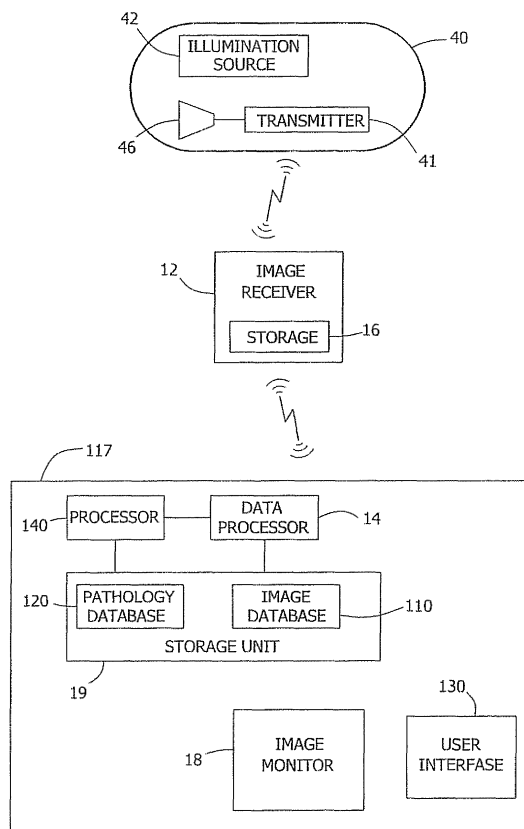 42
ILLUMINATION
SOURCE
40
TRANSMITTER
46
41
12
IMAGE
RECEIVER
STORAGE
16
117
140
PROCESSOR
DATA
PROCESSOR
14
120
PATHOLOGY
DATABASE
IMAGE
DATABASE
110
STORAGE UNIT
19
130
18
IMAGE
MONITOR
USER
INTERFASE